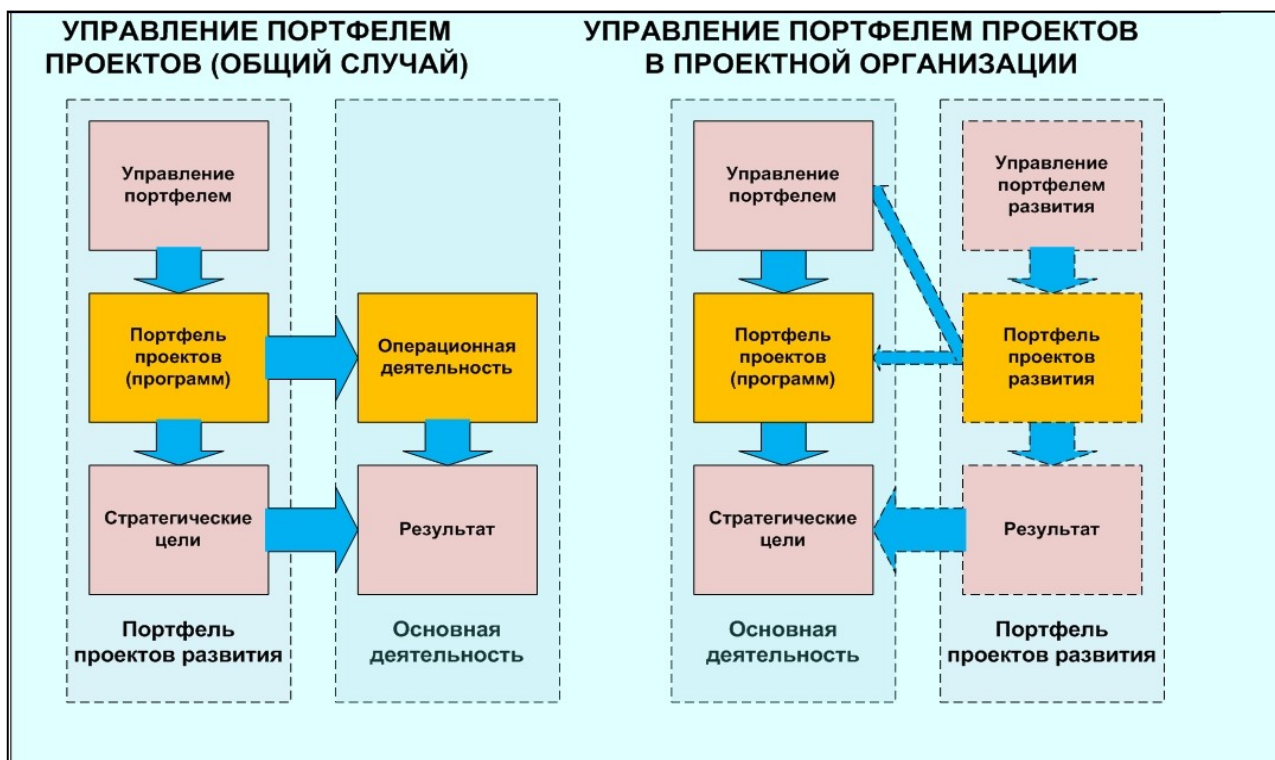 УПРАВЛЕНИЕ ПОРТФЕЛЕМ
ПРОЕКТОВ (ОБЩИЙ СЛУЧАЙ)
Управление
портфелем
Портфель
проектов
(программ)
Операционная
деятельность
Стратегические
цели
Результат
Портфель
проектов развития
Основная
деятельность
УПРАВЛЕНИЕ ПОРТФЕЛЕМ ПРОЕКТОВ
В ПРОЕКТНОЙ ОРГАНИЗАЦИИ
Управление
портфелем
Управление
портфелем
развития
Портфель
проектов
(программ)
Портфель
проектов
развития
Стратегические
цели
Результат
Основная
деятельность
Портфель
проектов развития